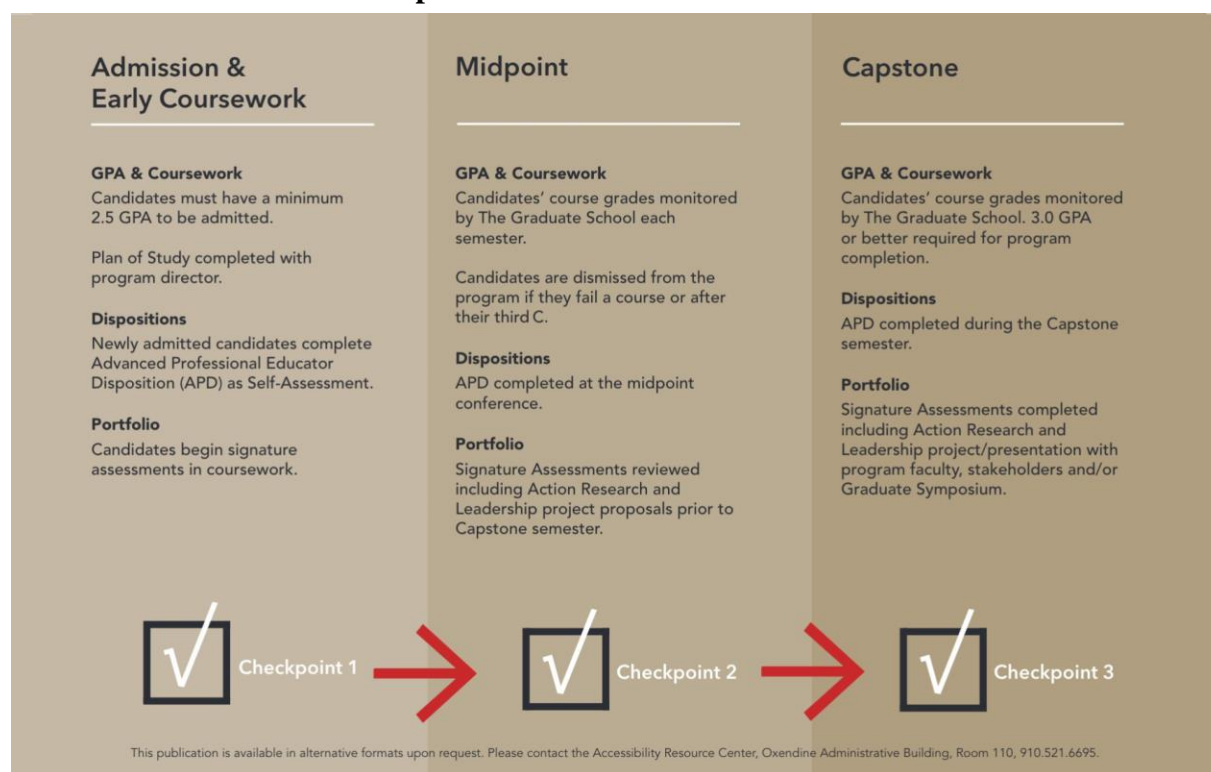 Admission &
Early Coursework
GPA & Coursework
Candidates must have a minimum
2.5 GPA to be admitted.
Plan of Study completed with
program director.
Dispositions
Newly admitted candidates complete
Advanced Professional Educator
Disposition (APD) as Self-Assessment.
Portfolio
Candidates begin signature
assessments in coursework.
Checkpoint 1
Midpoint
GPA & Coursework
Candidates' course grades monitored
by The Graduate School each
semester.
Candidates are dismissed from the
program if they fail a course or after
their third C.
Dispositions
APD completed at the midpoint
conference.
Portfolio
Signature Assessments reviewed
including Action Research and
Leadership project proposals prior to
Capstone semester.
Checkpoint 2
Capstone
GPA & Coursework
Candidates' course grades monitored
by The Graduate School. 3.0 GPA
or better required for program
completion.
Dispositions
APD completed during the Capstone
semester.
Portfolio
Signature Assessments completed
including Action Research and
Leadership project/presentation with
program faculty, stakeholders and/or
Graduate Symposium.
Checkpoint 3
This publication is available in alternative formats upon request. Please contact the Accessibility Resource Center, Oxendine Administrative Building, Room 110, 910.521.6695.